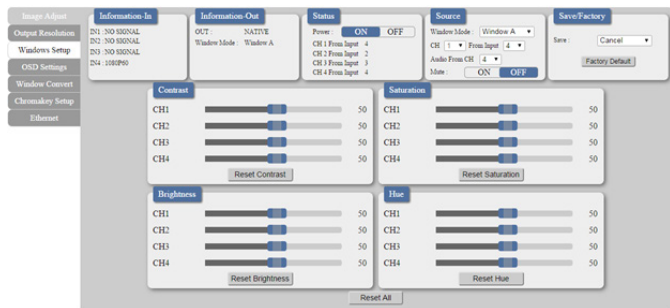 Image Adjust
Output Resolution
Windows Setup
OSD Settings
Window Convert
Chromakey Setup
Ethernet
Information-In
IN1 : NO SIGNAL
IN2 : NO SIGNAL
IN3 : NO SIGNAL
IN4 : 1080P60
Information-Out
OUT : NATIVE
Window Mode : Window A
Status
Power : ON OFF
CH 1 From Input 4
CH 2 From Input 2
CH 3 From Input 3
CH 4 From Input 4
Source
Window Mode : Window A
CH 1 From Input 4
Audio From CH 4
Mute : ON OFF
Save/Factory
Save : Cancel
Factory Default
Contrast
CH1 50
CH2 50
CH3 50
CH4 50
Reset Contrast
Saturation
CH1 50
CH2 50
CH3 50
CH4 50
Reset Saturation
Brightness
CH1 50
CH2 50
CH3 50
CH4 50
Reset Brightness
Hue
CH1 50
CH2 50
CH3 50
CH4 50
Reset Hue
Reset All